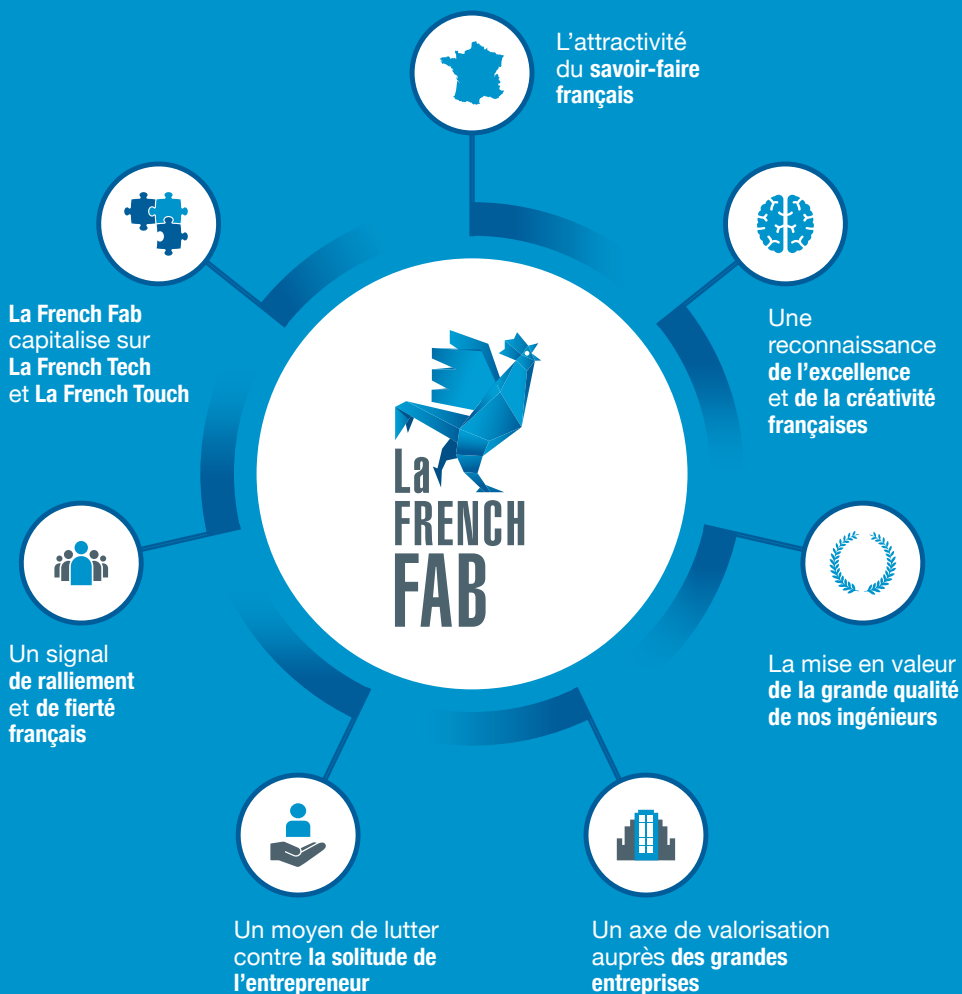 L'attractivité
du savoir-faire
français
Une
reconnaissance
de l'excellence
et de la créativité
françaises
La mise en valeur
de la grande qualité
de nos ingénieurs
Un axe de valorisation
auprès des grandes
entreprises
Un moyen de lutter
contre la solitude de
l'entrepreneur
Un signal
de ralliement
et de fierté
français
La French Fab
capitalise sur
La French Tech
et La French Touch
La
FRENCH
FAB